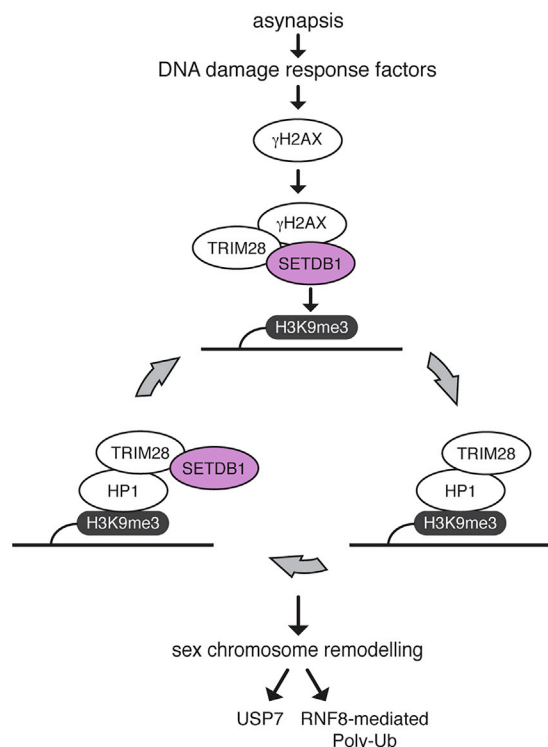 asynapsis
DNA damage response factors
γH2AX
γH2AX
TRIM28
SETDB1
H3K9me3
TRIM28
SETDB1
HP1
H3K9me3
TRIM28
HP1
H3K9me3
sex chromosome remodelling
USP7
RNF8-mediated
Poly-Ub